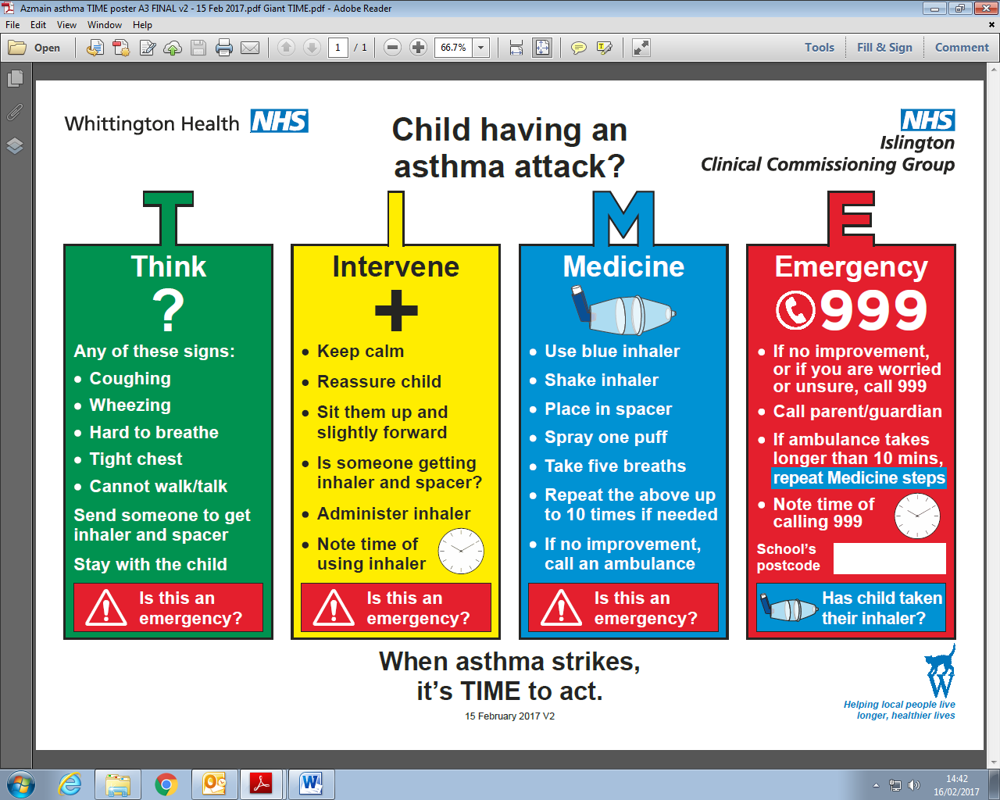 Azmain asthma TIME poster A3 FINAL v2 - 15 Feb 2017.pdf Giant TIME.pdf - Adobe Reader
File Edit View Window Help
Open
1 / 1
66.7%
Tools
Fill & Sign
Comment
Whittington Health NHS
Child having an
asthma attack?
NHS
Islington
Clinical Commissioning Group
T
Think
?
Any of these signs:
• Coughing
• Wheezing
• Hard to breathe
• Tight chest
• Cannot walk/talk
Send someone to get
inhaler and spacer
Stay with the child
Is this an
emergency?
I
Intervene
+
• Keep calm
• Reassure child
• Sit them up and
slightly forward
• Is someone getting
inhaler and spacer?
• Administer inhaler
• Note time of
using inhaler
Is this an
emergency?
M
Medicine
• Use blue inhaler
• Shake inhaler
• Place in spacer
• Spray one puff
• Take five breaths
• Repeat the above up
to 10 times if needed
• If no improvement,
call an ambulance
Is this an
emergency?
E
Emergency
999
• If no improvement,
or if you are worried
or unsure, call 999
• Call parent/guardian
• If ambulance takes
longer than 10 mins,
repeat Medicine steps
• Note time of
calling 999
School's
postcode
Has child taken
their inhaler?
When asthma strikes,
it's TIME to act.
15 February 2017 V2
W
Helping local people live
longer, healthier lives
14:42
16/02/2017